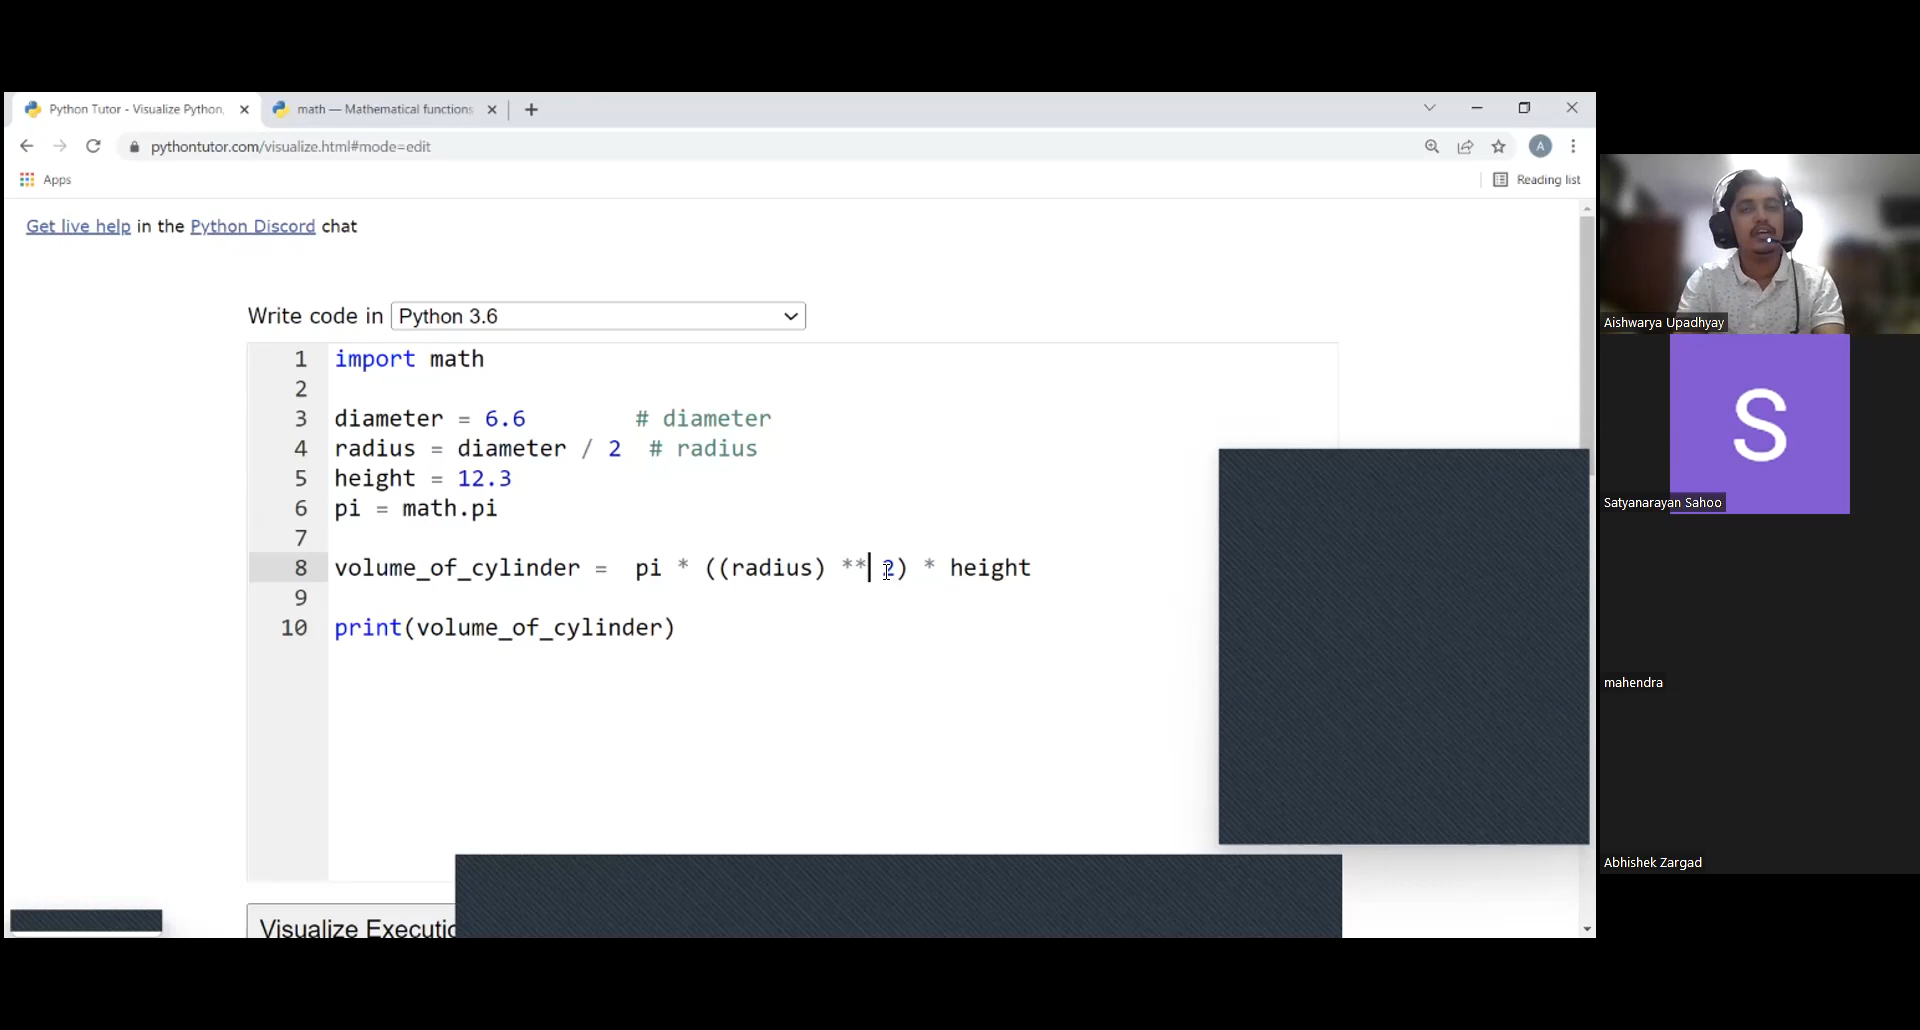 Python Tutor - Visualize Python,
math — Mathematical functions
pythontutor.com/visualize.html#mode=edit
A
Apps
Reading list
Get live help in the Python Discord chat
Write code in Python 3.6
1 import math
2
3 diameter = 6.6 # diameter
4 radius = diameter / 2 # radius
5 height = 12.3
6 pi = math.pi
7
8 volume_of_cylinder = pi * ((radius) ** 2) * height
9
10 print(volume_of_cylinder)
Visualize Executio
Aishwarya Upadhyay
S
Satyanarayan Sahoo
mahendra
Abhishek Zargad